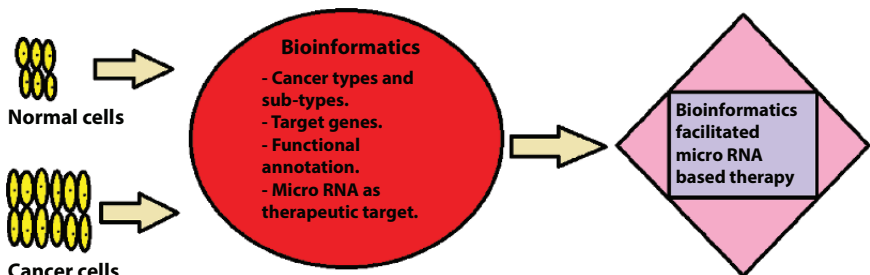 Normal cells
Cancer cells
Bioinformatics
- Cancer types and
sub-types.
- Target genes.
- Functional
annotation.
- Micro RNA as
therapeutic target.
Bioinformatics
facilitated
micro RNA
based therapy